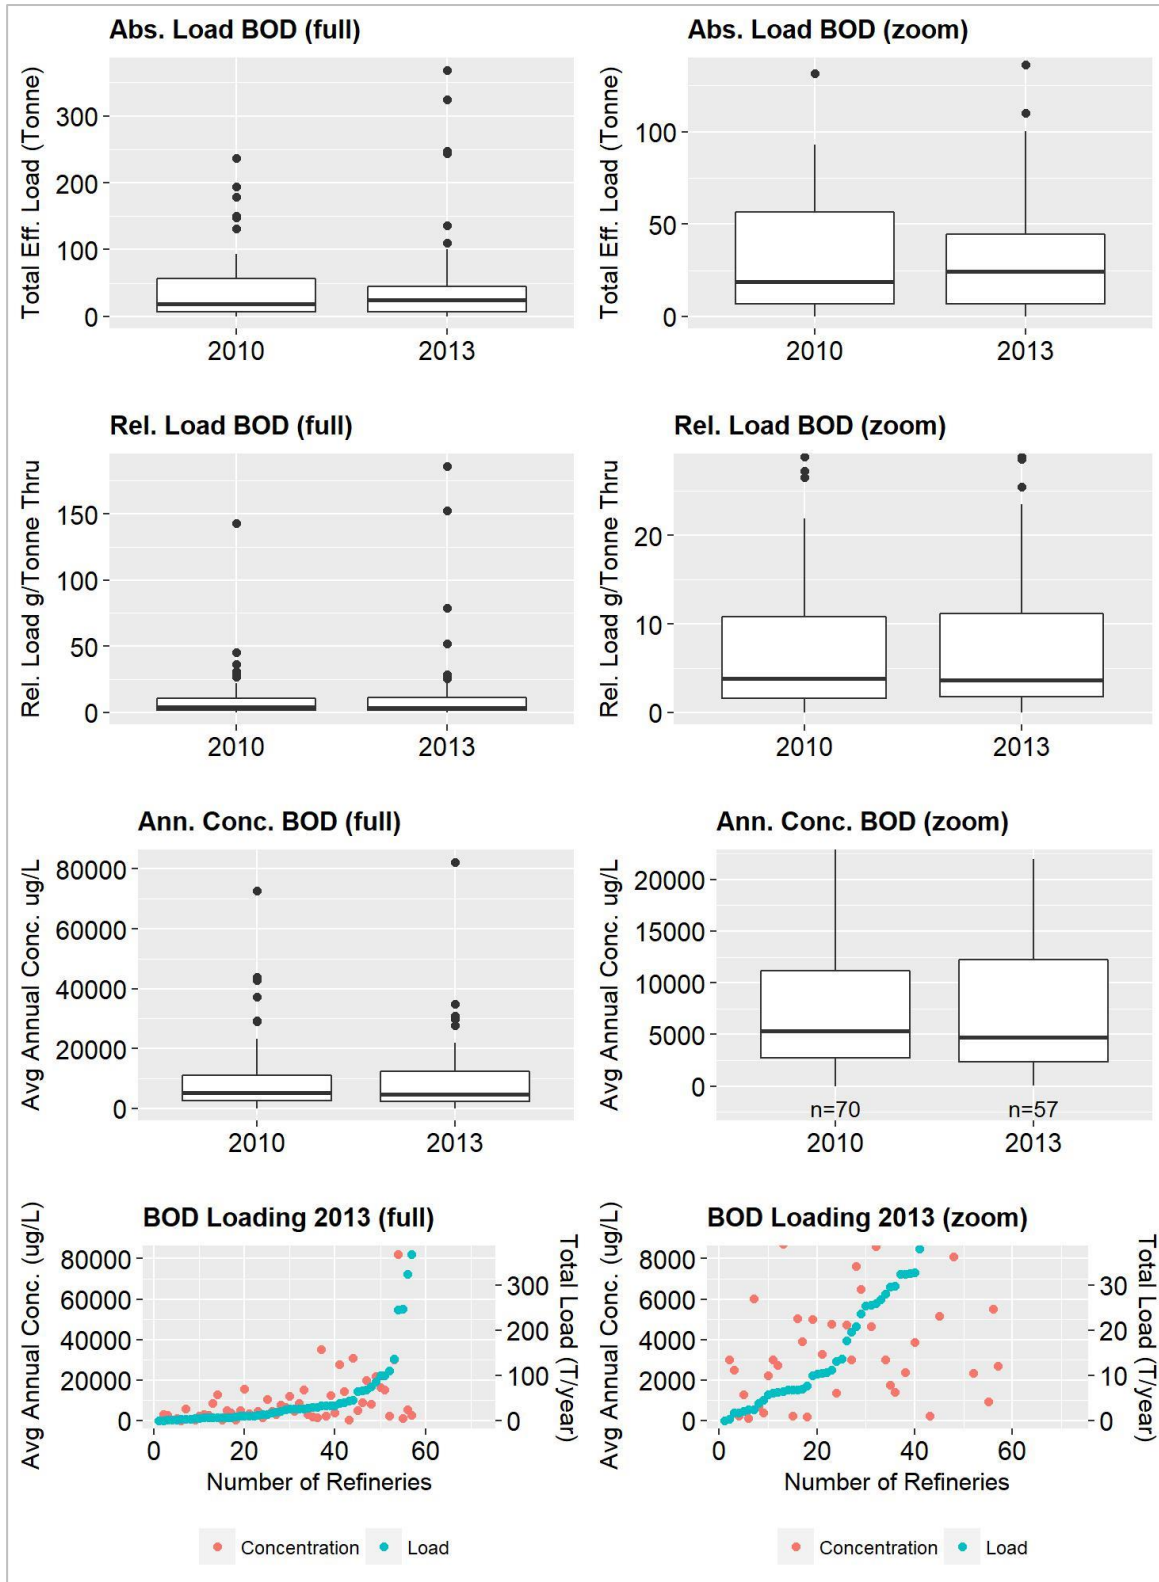 Abs. Load BOD (full)
Total Eff. Load (Tonne)
300
200
100
0
2010
2013
Abs. Load BOD (zoom)
Total Eff. Load (Tonne)
100
50
0
2010
2013
Rel. Load BOD (full)
Rel. Load g/Tonne Thru
150
100
50
0
2010
2013
Rel. Load BOD (zoom)
Rel. Load g/Tonne Thru
20
10
0
2010
2013
Ann. Conc. BOD (full)
Avg Annual Conc. ug/L
80000
60000
40000
20000
0
2010
2013
Ann. Conc. BOD (zoom)
Avg Annual Conc. ug/L
20000
15000
10000
5000
0
n=70
n=57
2010
2013
BOD Loading 2013 (full)
Avg Annual Conc. (ug/L)
80000
60000
40000
20000
0
300
200
100
0
Total Load (T/year)
0
20
40
60
Number of Refineries
Concentration
Load
BOD Loading 2013 (zoom)
Avg Annual Conc. (ug/L)
8000
6000
4000
2000
0
30
20
10
0
Total Load (T/year)
0
20
40
60
Number of Refineries
Concentration
Load